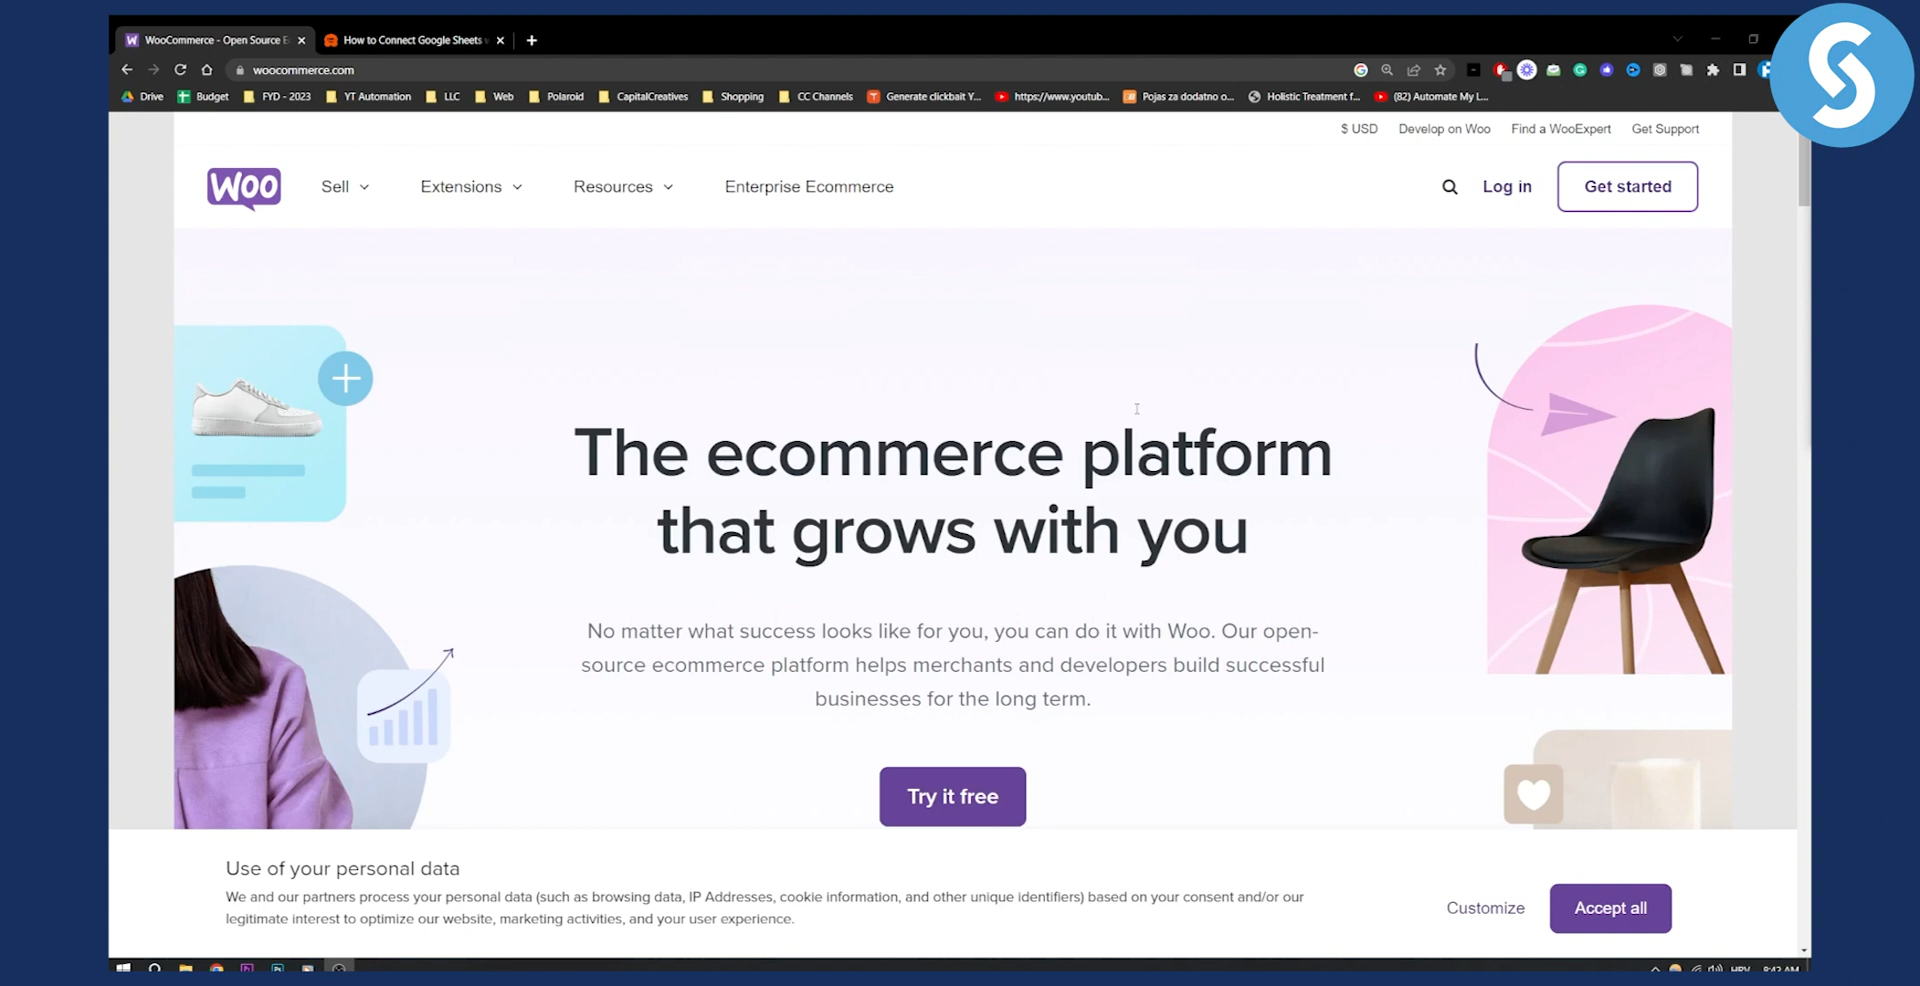 WooCommerce - Open Source E
How to Connect Google Sheets
woocommerce.com
Drive
Budget
FYD - 2023
YT Automation
LLC
Web
Polaroid
CapitalCreatives
Shopping
CC Channels
Generate clickbait Y...
https://www.youtub...
Pojas za dodatno o...
Holistic Treatment f...
(82) Automate My L...
$ USD
Develop on Woo
Find a WooExpert
Get Support
WOO
Sell
Extensions
Resources
Enterprise Ecommerce
Log in
Get started
The ecommerce platform
that grows with you
No matter what success looks like for you, you can do it with Woo. Our open-
source ecommerce platform helps merchants and developers build successful
businesses for the long term.
Try it free
Use of your personal data
We and our partners process your personal data (such as browsing data, IP Addresses, cookie information, and other unique identifiers) based on your consent and/or our
legitimate interest to optimize our website, marketing activities, and your user experience.
Customize
Accept all
HRV
8:42 AM